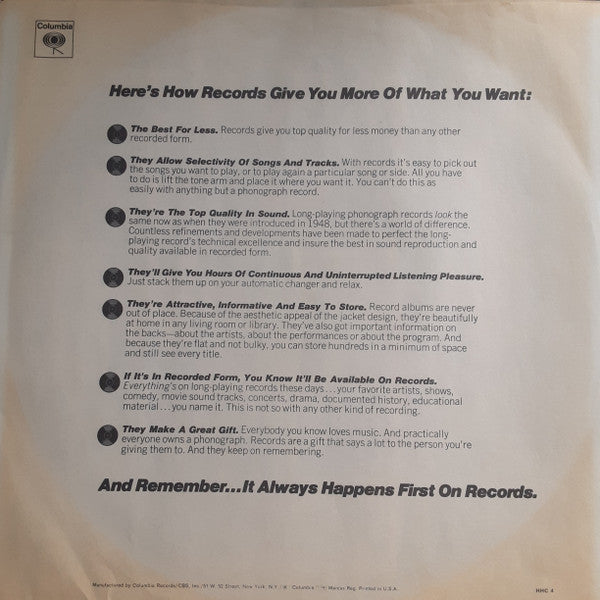 Columbia
Here's How Records Give You More Of What You Want:
The Best For Less. Records give you top quality for less money than any other
recorded form.
They Allow Selectivity Of Songs And Tracks. With records it's easy to pick out
the songs you want to play, or to play again a particular song or side. All you have
to do is lift the tone arm and place it where you want it. You can't do this as
easily with anything but a phonograph record.
They're The Top Quality In Sound. Long-playing phonograph records look the
same now as when they were introduced in 1948, but there's a world of difference.
Countless refinements and developments have been made to perfect the long-
playing record's technical excellence and insure the best in sound reproduction and
quality available in recorded form.
They'll Give You Hours Of Continuous And Uninterrupted Listening Pleasure.
Just stack them up on your automatic changer and relax.
They're Attractive, Informative And Easy To Store. Record albums are never
out of place. Because of the aesthetic appeal of the jacket design, they're beautifully
at home in any living room or library. They've also got important information on
the backs—about the artists, about the performances or about the program. And
because they're flat and not bulky, you can store hundreds in a minimum of space
and still see every title.
If It's In Recorded Form, You Know It'll Be Available On Records.
Everything's on long-playing records these days...your favorite artists, shows,
comedy, movie sound tracks, concerts, drama, documented history, educational
material...you name it. This is not so with any other kind of recording.
They Make A Great Gift. Everybody you know loves music. And practically
everyone owns a phonograph. Records are a gift that says a lot to the person you're
giving them to. And they keep on remembering.
And Remember...It Always Happens First On Records.
Manufactured by Columbia Records/CBS, Inc./51 W. 52 Street, New York, N.Y./ Columbia Marcas Reg. Printed in U.S.A.
HHC 4